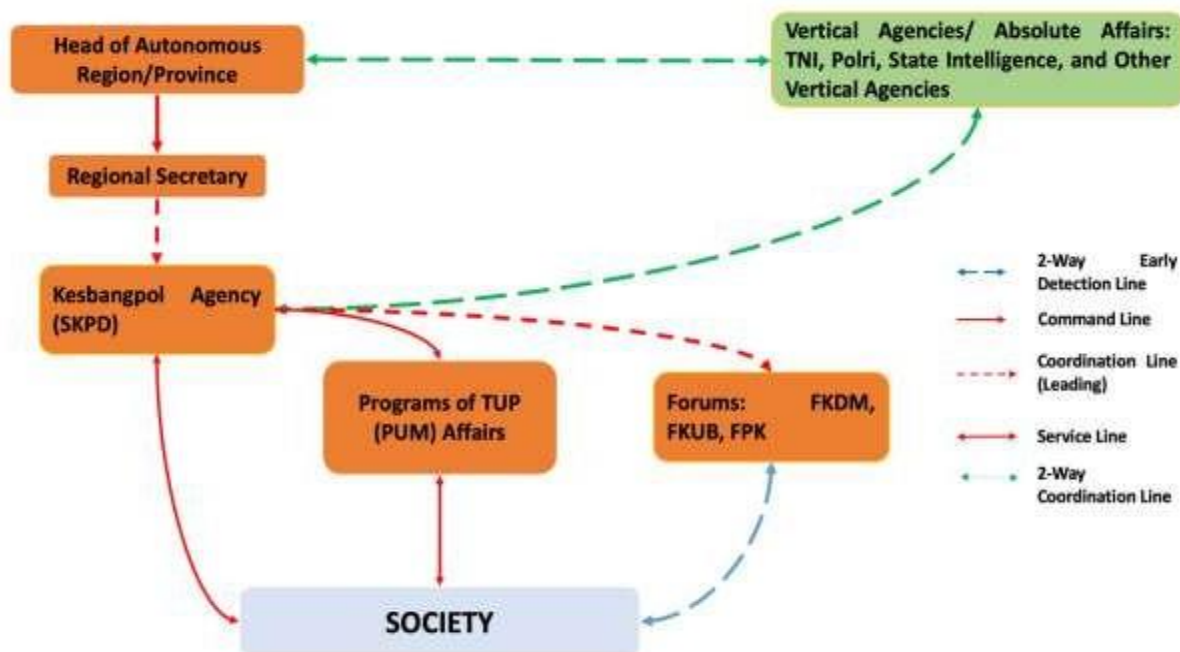 Head of Autonomous
Region/Province
Vertical Agencies/ Absolute Affairs:
TNI, Polri, State Intelligence, and Other
Vertical Agencies
Regional Secretary
Kesbangpol Agency
(SKPD)
Programs of TUP
(PUM) Affairs
Forums: FKDM,
FKUB, FPK
SOCIETY
2-Way Early
Detection Line
Command Line
Coordination Line
(Leading)
Service Line
2-Way
Coordination Line